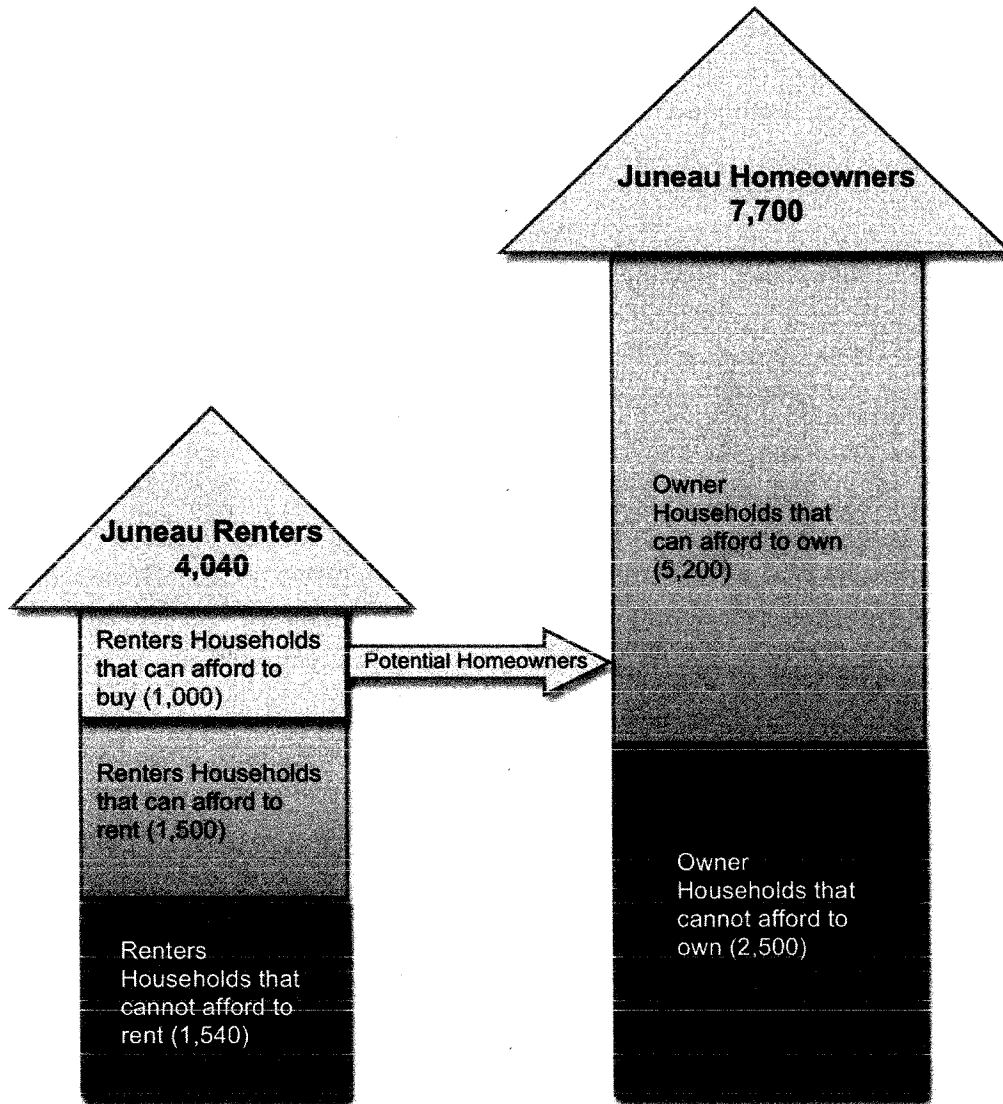 Juneau Homeowners
7,700
Owner
Households that
can afford to own
(5,200)
Juneau Renters
4,040
Renters Households
that can afford to
buy (1,000)
Potential Homeowners
Renters Households
that can afford to
rent (1,500)
Owner
Households that
cannot afford to
own (2,500)
Renters
Households that
cannot afford to
rent (1,540)